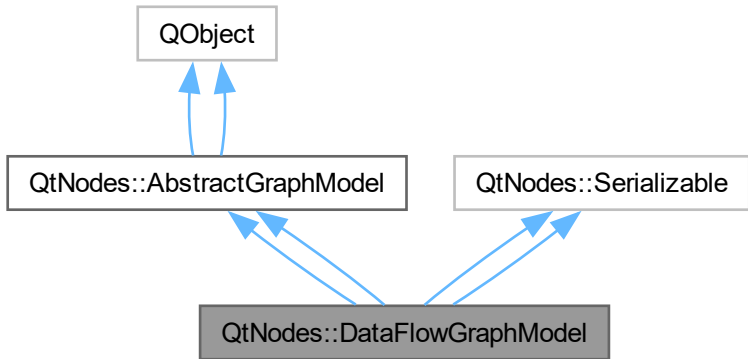 QObject
QtNodes::AbstractGraphModel
QtNodes::Serializable
QtNodes::DataFlowGraphModel